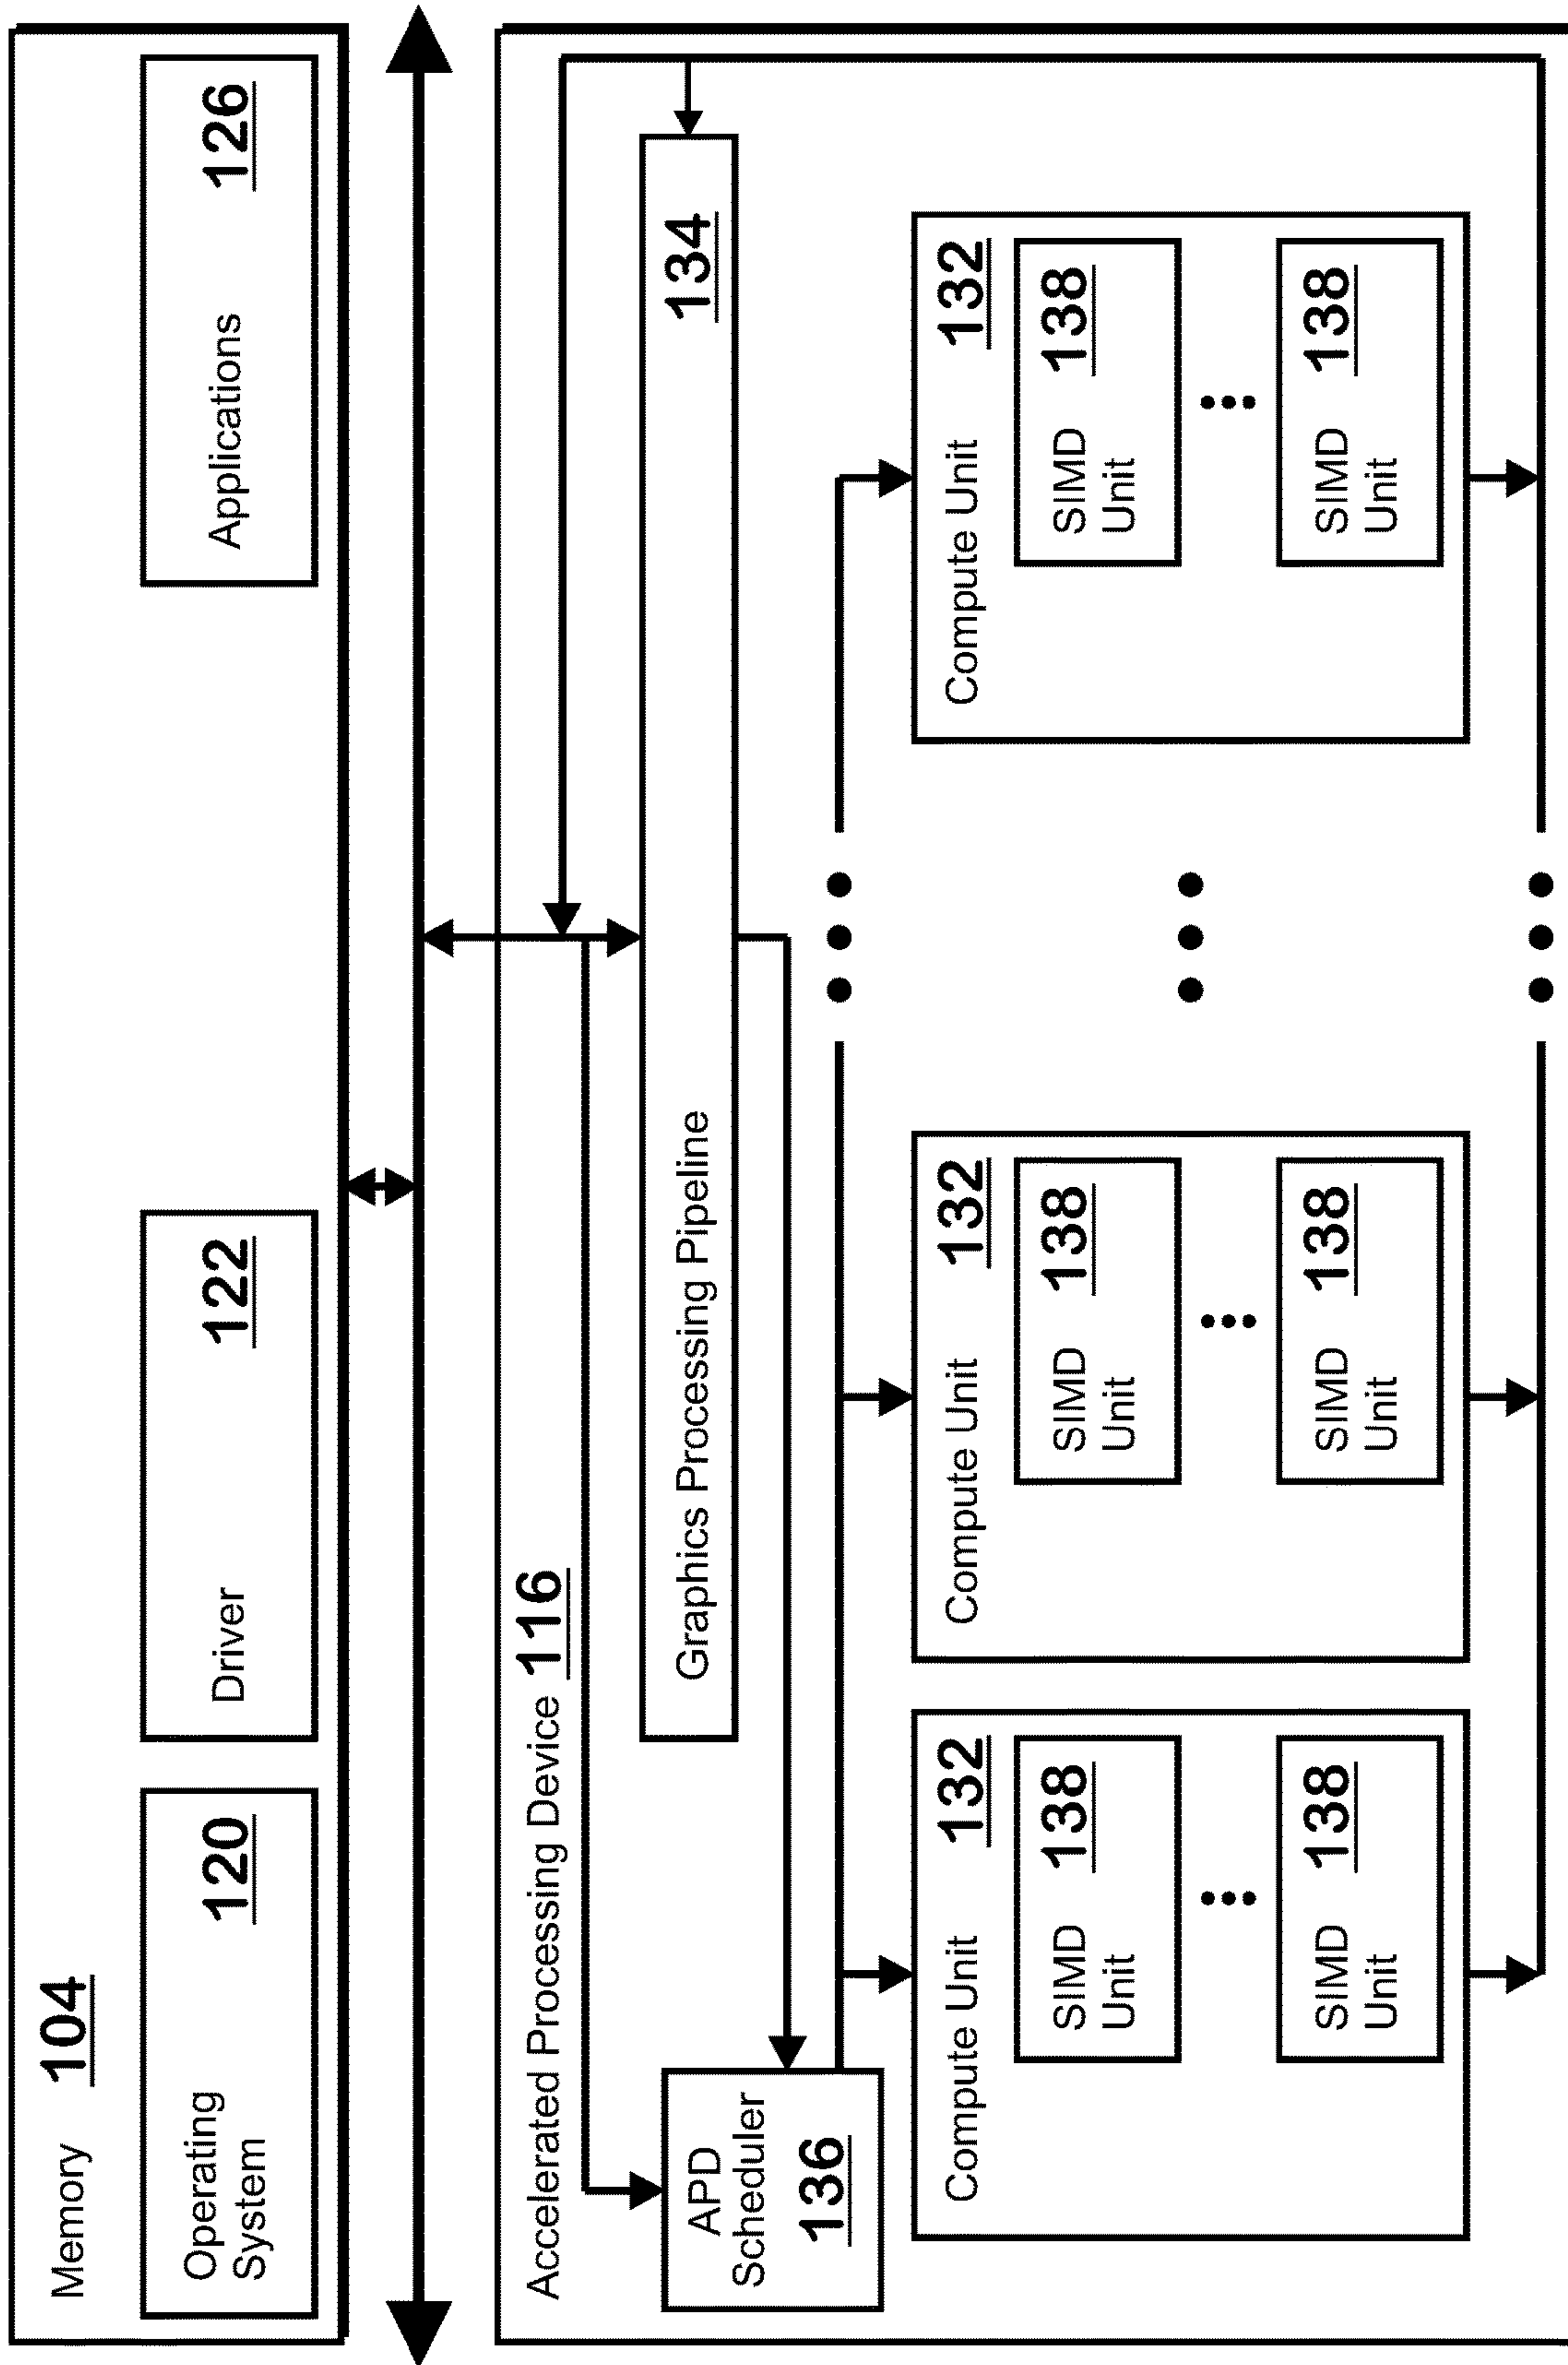 Memory 104
Operating
System
120
Driver 122
Applications 126
Accelerated Processing Device 116
APD
Scheduler
136
Graphics Processing Pipeline 134
Compute Unit 132
SIMD
Unit
138
SIMD
Unit
138
Compute Unit 132
SIMD
Unit
138
SIMD
Unit
138
Compute Unit 132
SIMD
Unit
138
SIMD
Unit
138